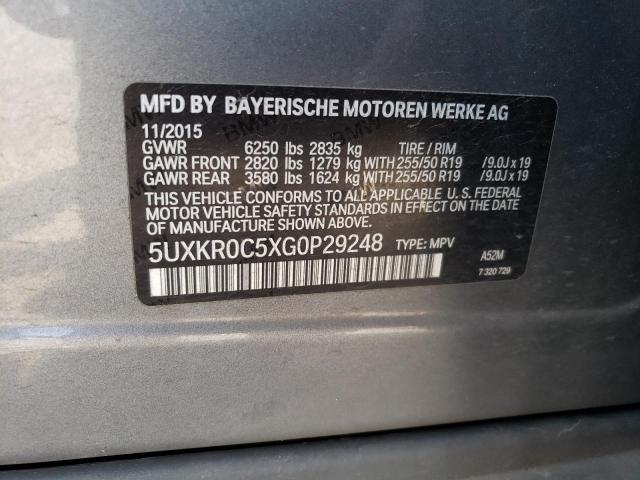 MFD BY BAYERISCHE MOTOREN WERKE AG
11/2015
GVWR 6250 lbs 2835 kg TIRE / RIM
GAWR FRONT 2820 lbs 1279 kg WITH 255/50 R19 /9.0J x 19
GAWR REAR 3580 lbs 1624 kg WITH 255/50 R19 /9.0J x 19
THIS VEHICLE CONFORMS TO ALL APPLICABLE U. S. FEDERAL
MOTOR VEHICLE SAFETY STANDARDS IN EFFECT ON THE DATE
OF MANUFACTURE SHOWN ABOVE.
5UXKR0C5XG0P29248 TYPE: MPV
A52M
7 320 729